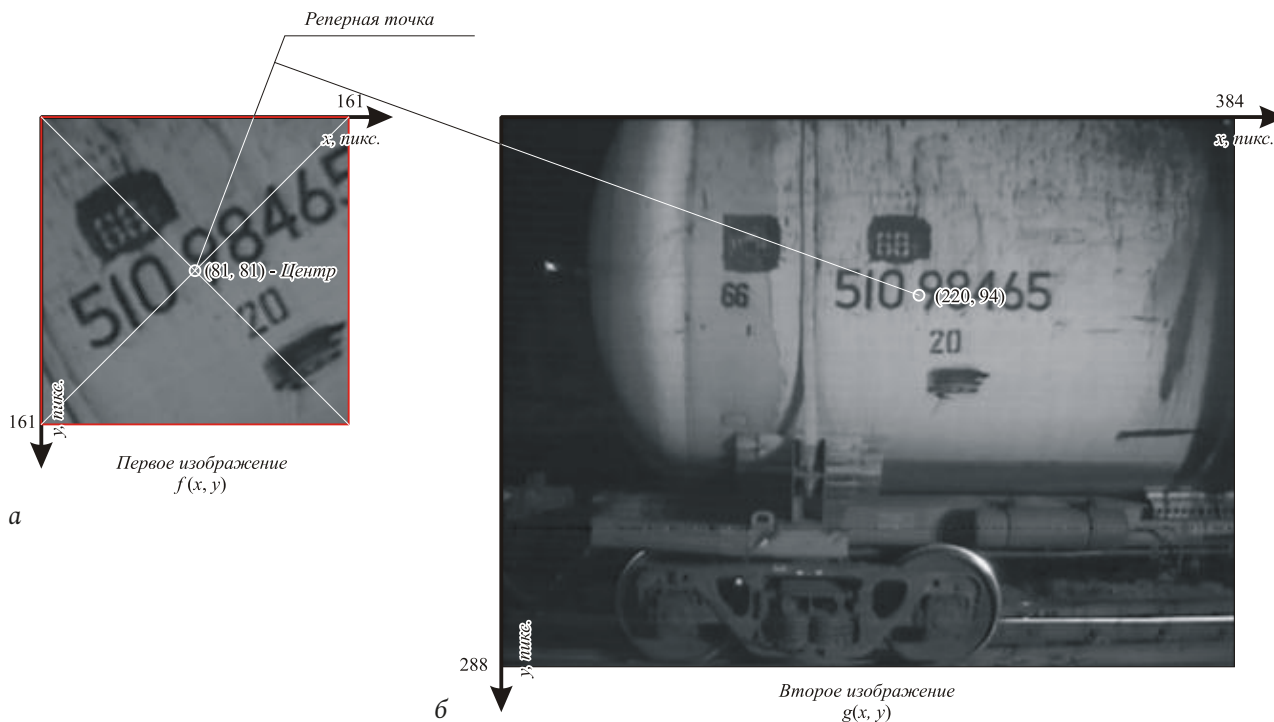 Реперная точка
161
x, пикс.
(81, 81) - Центр
98465
510
20
161
y, пикс.
Первое изображение
f (x, y)
а
384
x, пикс.
66
510 98465
(220, 94)
20
288
y, пикс.
Второе изображение
g(x, y)
б